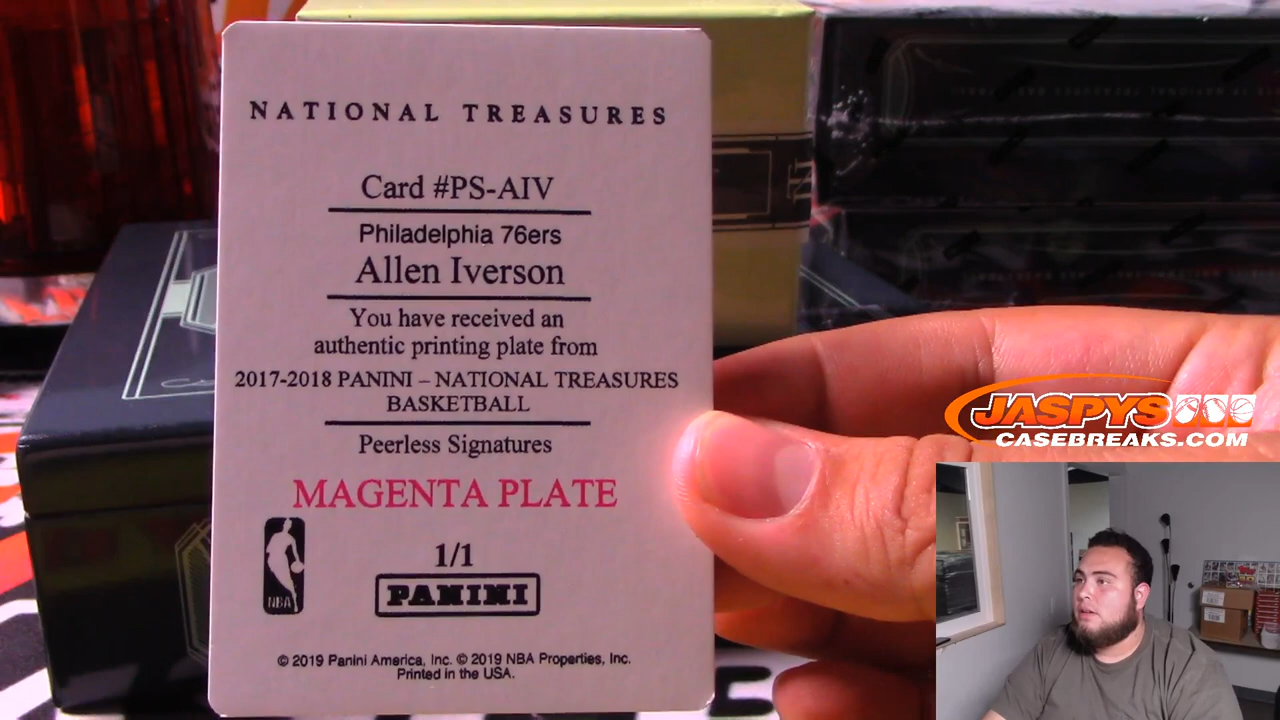 NATIONAL TREASURES
Card #PS-AIV
Philadelphia 76ers
Allen Iverson
You have received an
authentic printing plate from
2017-2018 PANINI – NATIONAL TREASURES
BASKETBALL
Peerless Signatures
MAGENTA PLATE
1/1
NBA
PANINI
© 2019 Panini America, Inc. © 2019 NBA Properties, Inc.
Printed in the USA.
JASPYS
CASEBREAKS.COM